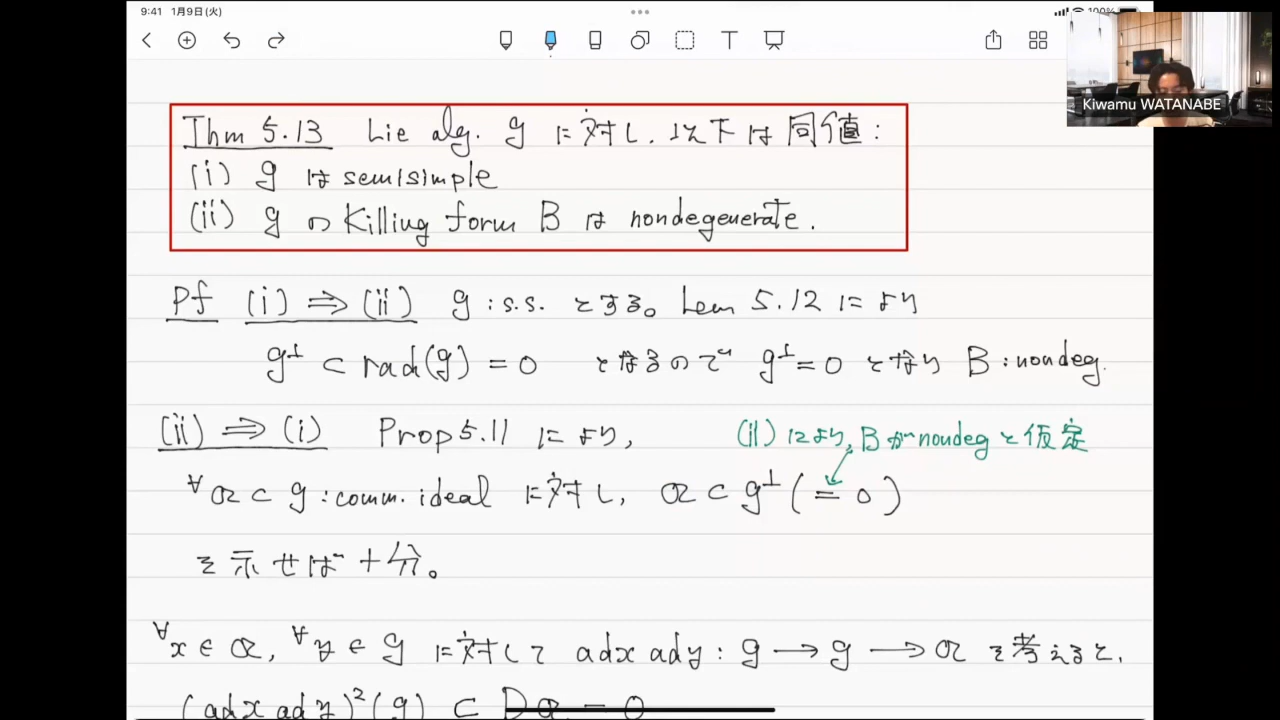 9:41 1月9日(火)
100%
Kiwamu WATANABE
Thm 5.13 Lie alg. g に対し, 以下は同値:
(i) g は semisimple
(ii) g の Killing form B は nondegenerate.
Pf (i) ⇒ (ii) g : s.s. とする。Lem 5.12 により
g⊥ ⊂ rad(g) = 0 となるので g⊥ = 0 となり B : nondeg.
(ii) ⇒ (i) Prop 5.11 により,
(ii) により, B が nondeg と仮定
∀a ⊂ g : comm. ideal に対し, a ⊂ g⊥ (= 0)
を示せば十分。
∀x ∈ a, ∀y ∈ g に対して adx ady : g → g → a を考えると,
(adx ady)²(g) ⊂ Da = 0